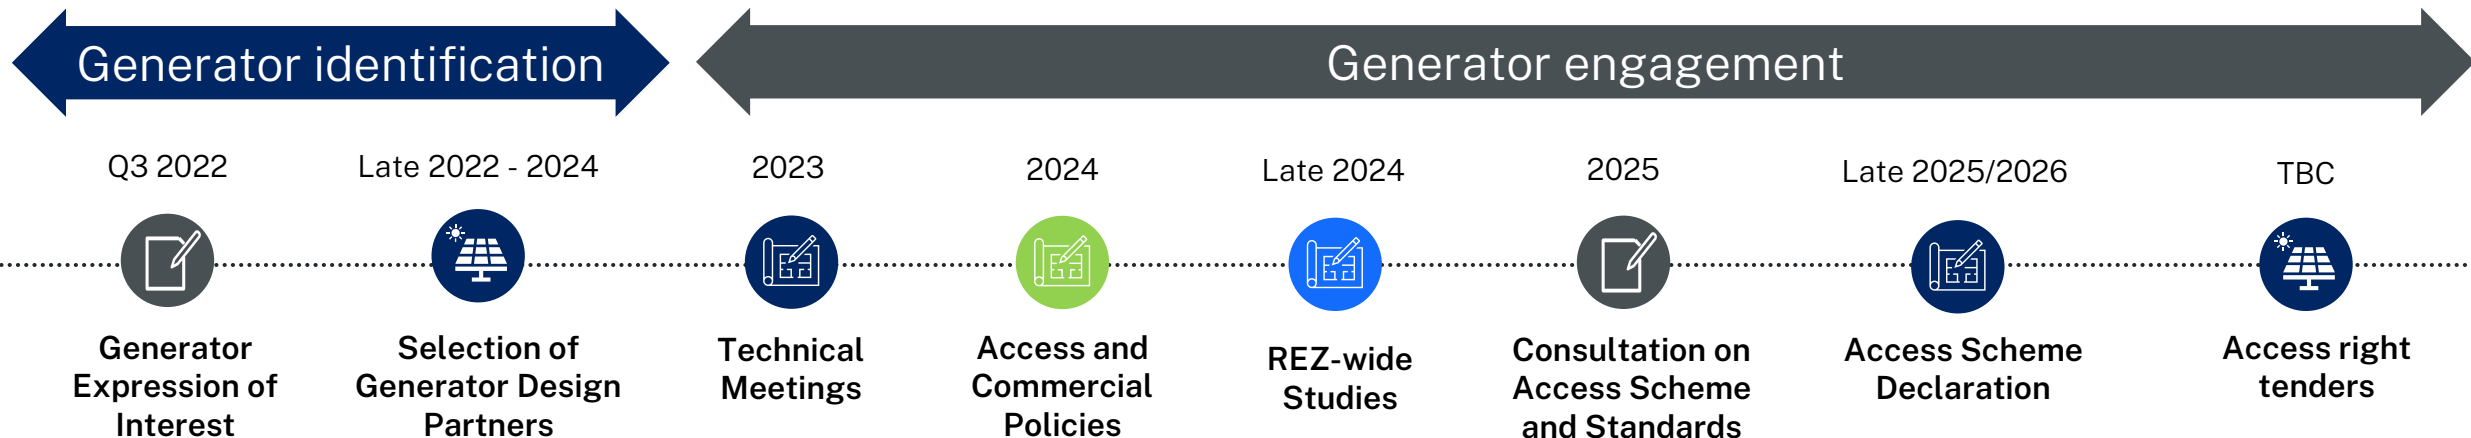 Generator identification
Generator engagement
Q3 2022
Late 2022 - 2024
2023
2024
Late 2024
2025
Late 2025/2026
TBC
Generator
Expression of
Interest
Selection of
Generator Design
Partners
Technical
Meetings
Access and
Commercial
Policies
REZ-wide
Studies
Consultation on
Access Scheme
and Standards
Access Scheme
Declaration
Access right
tenders